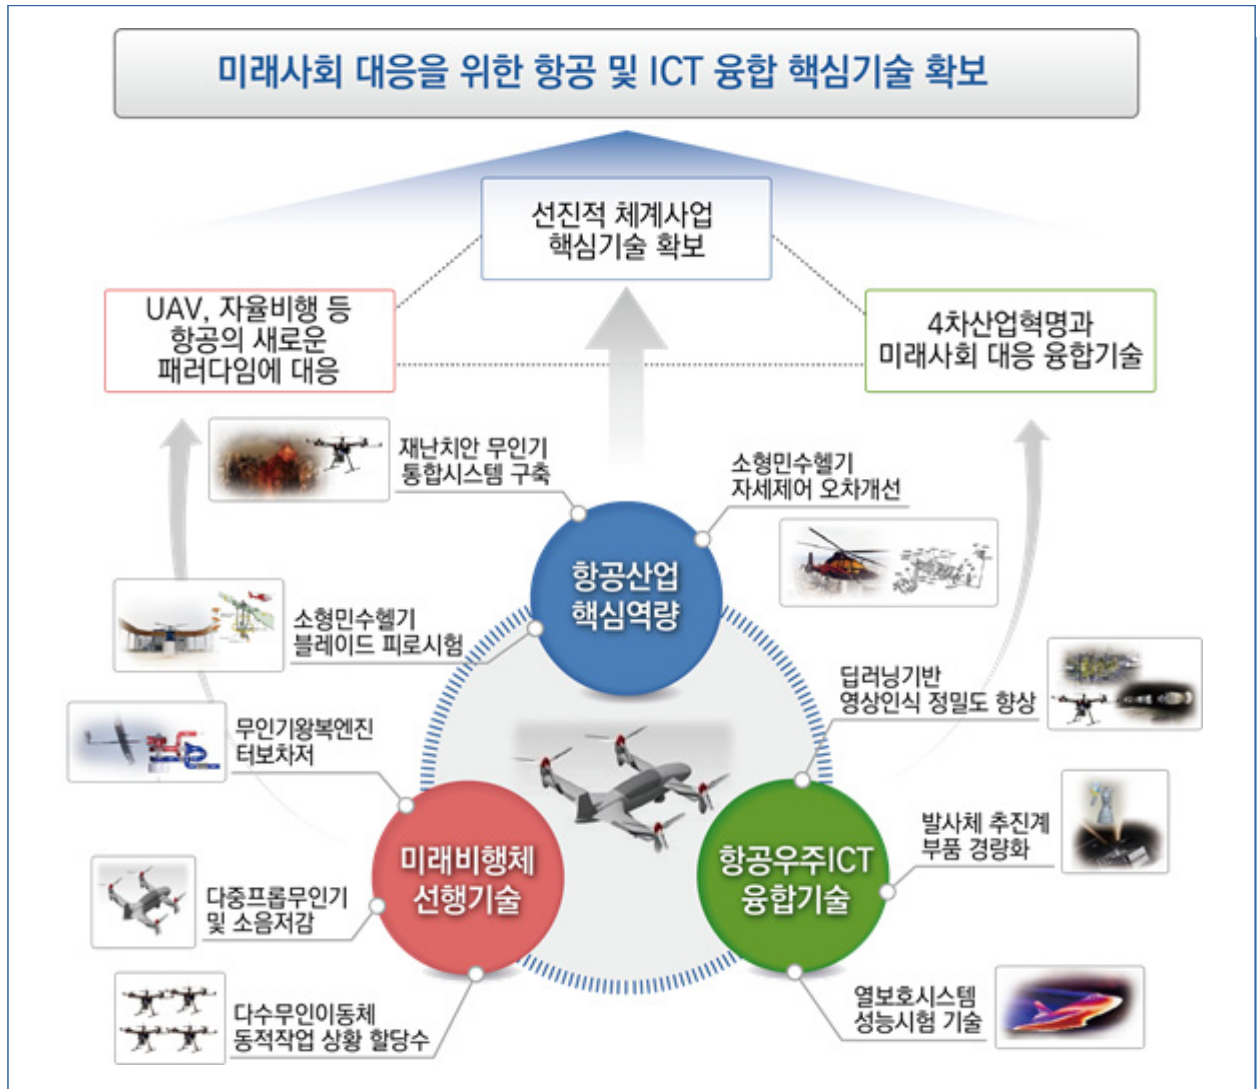 미래사회 대응을 위한 항공 및 ICT 융합 핵심기술 확보
선진적 체계사업
핵심기술 확보
UAV, 자율비행 등
항공의 새로운
패러다임에 대응
4차산업혁명과
미래사회 대응 융합기술
재난치안 무인기
통합시스템 구축
소형민수헬기
자세제어 오차개선
항공산업
핵심역량
소형민수헬기
블레이드 피로시험
딥러닝기반
영상인식 정밀도 향상
무인기왕복엔진
터보차저
발사체 추진계
부품 경량화
미래비행체
선행기술
항공우주ICT
융합기술
다중프롭무인기
및 소음저감
다수무인이동체
동적작업 상황 할당수
열보호시스템
성능시험 기술